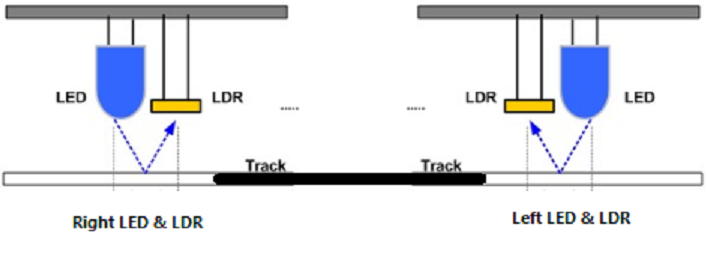 LED
LDR
.....
.....
LDR
LED
Track
Track
Right LED & LDR
Left LED & LDR